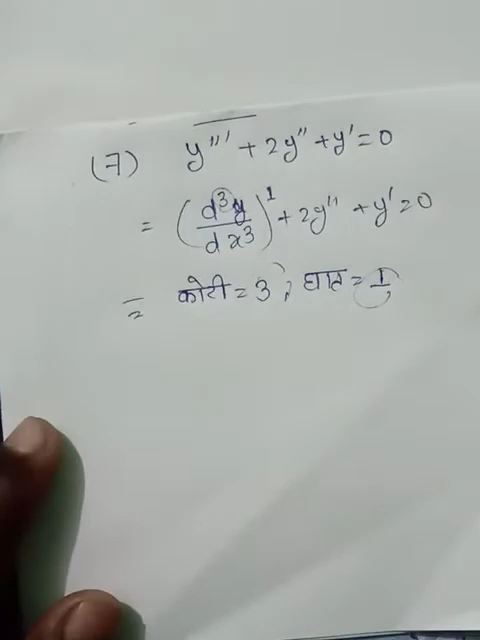 (7) y''' + 2y'' + y' = 0
= (d³y/dx³)¹ + 2y'' + y' = 0
= कोटी = 3, घात = 1